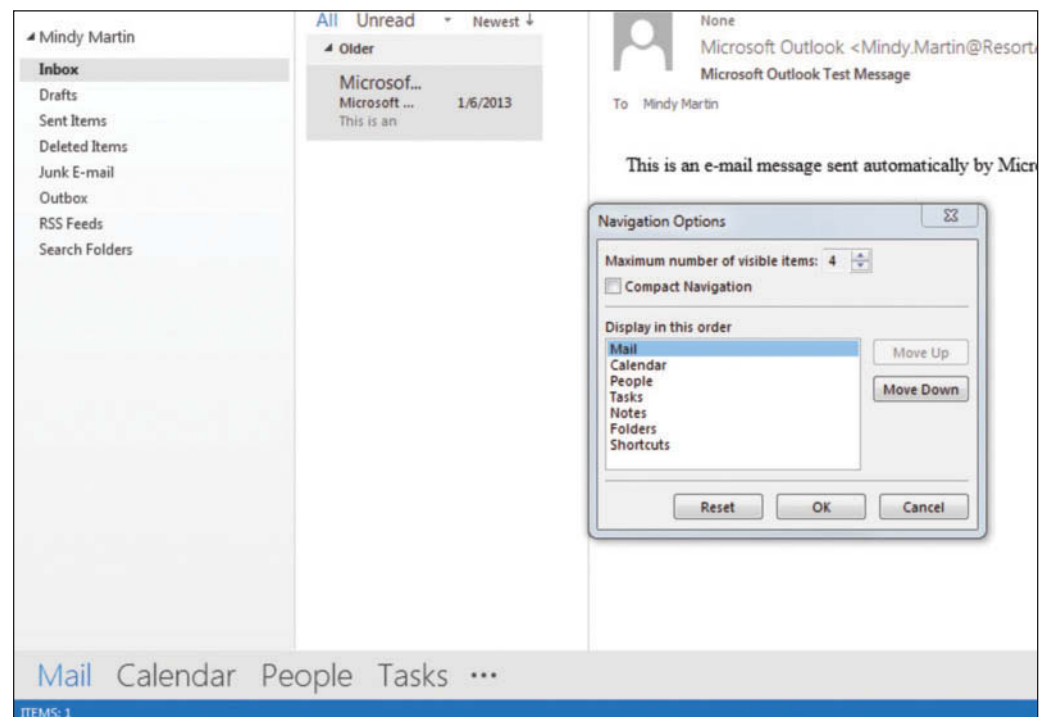 Mindy Martin
Inbox
Drafts
Sent Items
Deleted Items
Junk E-mail
Outbox
RSS Feeds
Search Folders
All Unread Newest ↓
Older
Microsof...
Microsoft ... 1/6/2013
This is an
None
Microsoft Outlook <Mindy.Martin@Resort
Microsoft Outlook Test Message
To Mindy Martin
This is an e-mail message sent automatically by Micr
Navigation Options
Maximum number of visible items: 4
Compact Navigation
Display in this order
Mail
Calendar
People
Tasks
Notes
Folders
Shortcuts
Move Up
Move Down
Reset OK Cancel
Mail Calendar People Tasks •••
ITEMS: 1